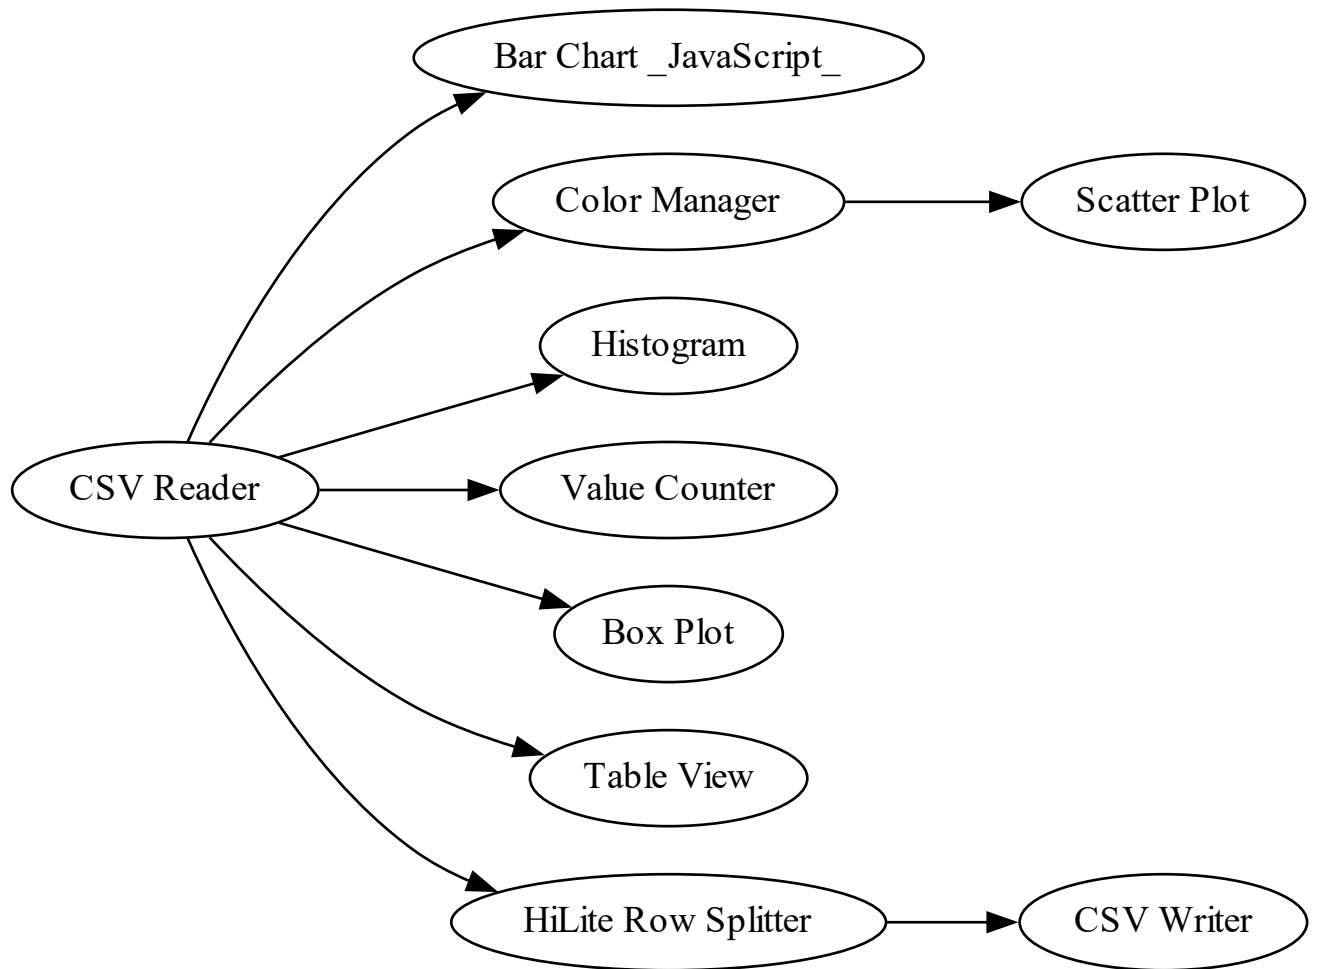 Bar Chart _JavaScript_
Color Manager
Scatter Plot
Histogram
CSV Reader
Value Counter
Box Plot
Table View
HiLite Row Splitter
CSV Writer